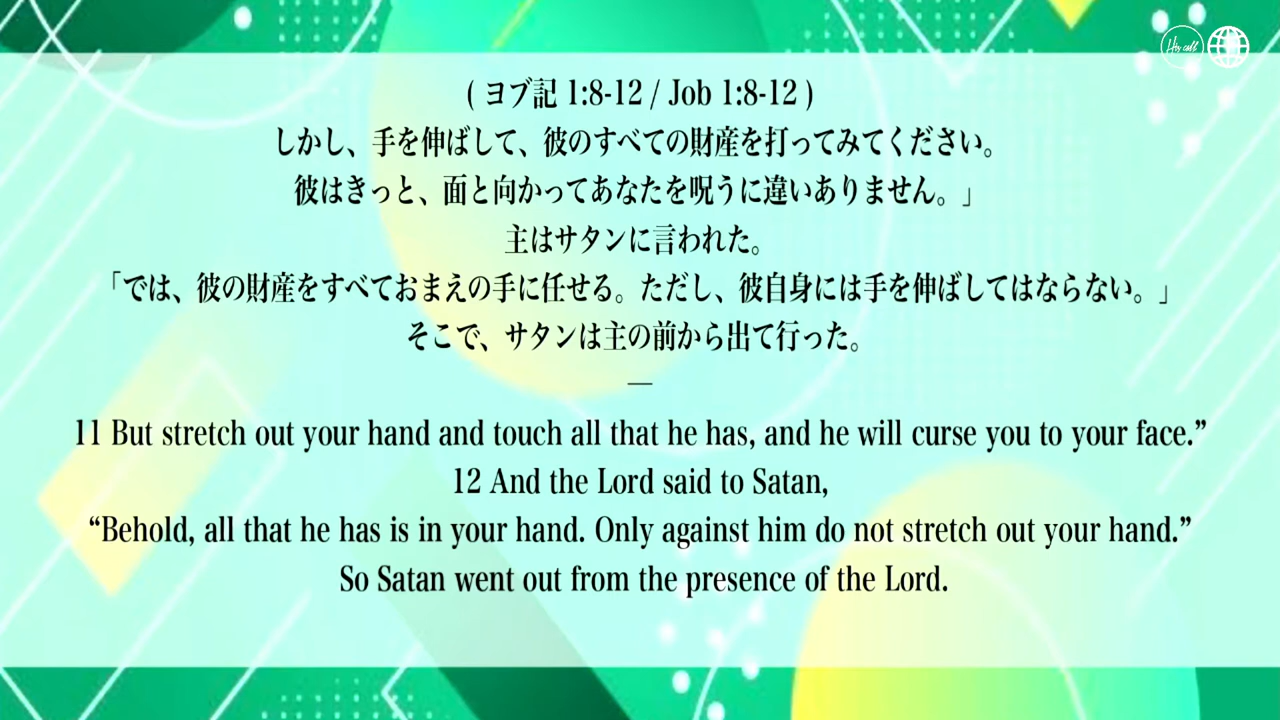 His call
( ヨブ記 1:8-12 / Job 1:8-12 )
しかし、手を伸ばして、彼のすべての財産を打ってみてください。
彼はきっと、面と向かってあなたを呪うに違いありません。」
主はサタンに言われた。
「では、彼の財産をすべておまえの手に任せる。ただし、彼自身には手を伸ばしてはならない。」
そこで、サタンは主の前から出て行った。
—
11 But stretch out your hand and touch all that he has, and he will curse you to your face.”
12 And the Lord said to Satan,
“Behold, all that he has is in your hand. Only against him do not stretch out your hand.”
So Satan went out from the presence of the Lord.